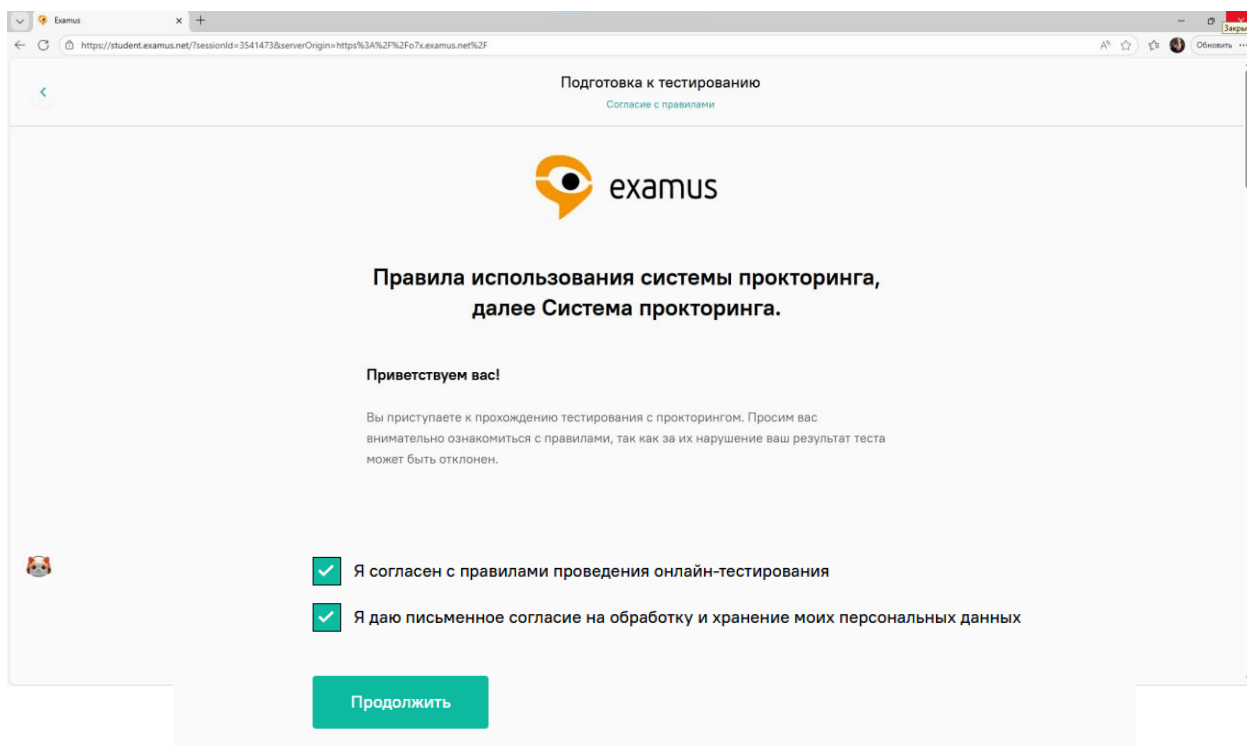 Examus
Закры
https://student.examus.net/?sessionId=3541473&serverOrigin=https%3A%2F%2Fo7x.examus.net%2F
Обновить
Подготовка к тестированию
Согласие с правилами
examus
Правила использования системы прокторинга,
далее Система прокторинга.
Приветствуем вас!
Вы приступаете к прохождению тестирования с прокторингом. Просим вас
внимательно ознакомиться с правилами, так как за их нарушение ваш результат теста
может быть отклонен.
Я согласен с правилами проведения онлайн-тестирования
Я даю письменное согласие на обработку и хранение моих персональных данных
Продолжить